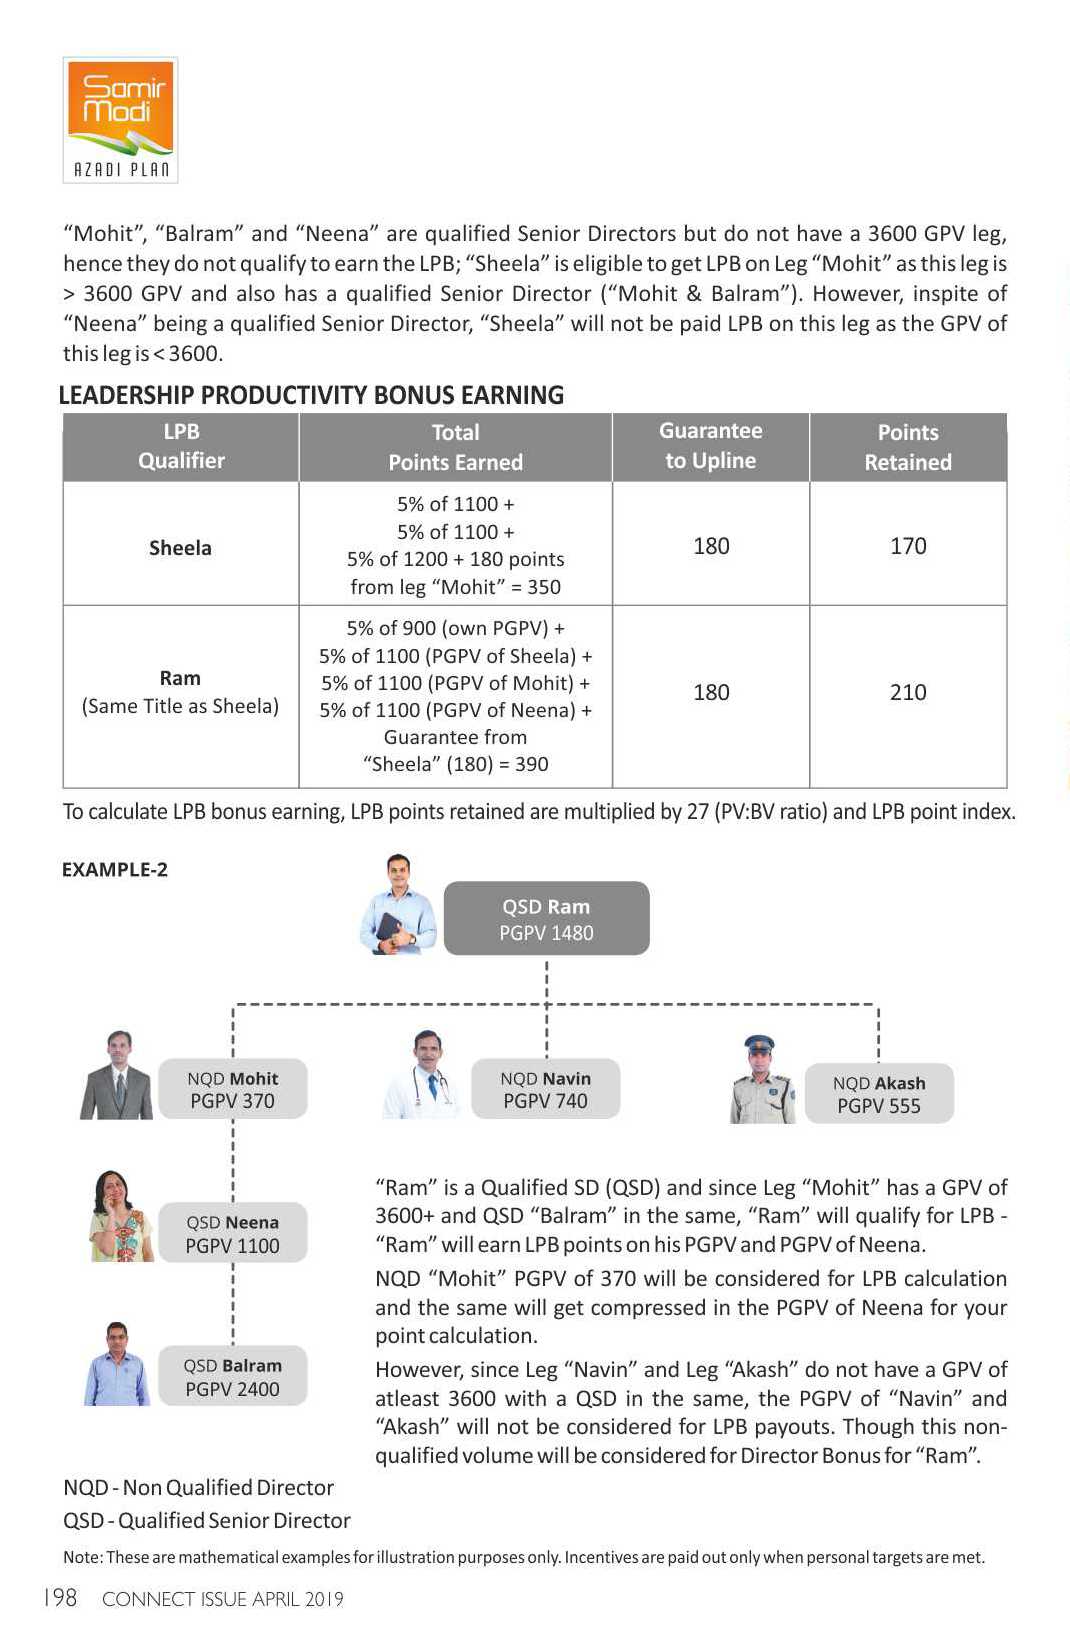 Samir
Modi
AZADI PLAN
“Mohit”, “Balram” and “Neena” are qualified Senior Directors but do not have a 3600 GPV leg,
hence they do not qualify to earn the LPB; “Sheela” is eligible to get LPB on Leg “Mohit” as this leg is
> 3600 GPV and also has a qualified Senior Director (“Mohit & Balram”). However, inspite of
“Neena” being a qualified Senior Director, “Sheela” will not be paid LPB on this leg as the GPV of
this leg is < 3600.
LEADERSHIP PRODUCTIVITY BONUS EARNING
LPB
Qualifier
Total
Points Earned
Guarantee
to Upline
Points
Retained
Sheela
5% of 1100 +
5% of 1100 +
5% of 1200 + 180 points
from leg “Mohit” = 350
180
170
Ram
(Same Title as Sheela)
5% of 900 (own PGPV) +
5% of 1100 (PGPV of Sheela) +
5% of 1100 (PGPV of Mohit) +
5% of 1100 (PGPV of Neena) +
Guarantee from
“Sheela” (180) = 390
180
210
To calculate LPB bonus earning, LPB points retained are multiplied by 27 (PV:BV ratio) and LPB point index.
EXAMPLE-2
QSD Ram
PGPV 1480
NQD Mohit
PGPV 370
NQD Navin
PGPV 740
NQD Akash
PGPV 555
QSD Neena
PGPV 1100
QSD Balram
PGPV 2400
“Ram” is a Qualified SD (QSD) and since Leg “Mohit” has a GPV of
3600+ and QSD “Balram” in the same, “Ram” will qualify for LPB -
“Ram” will earn LPB points on his PGPV and PGPV of Neena.
NQD “Mohit” PGPV of 370 will be considered for LPB calculation
and the same will get compressed in the PGPV of Neena for your
point calculation.
However, since Leg “Navin” and Leg “Akash” do not have a GPV of
atleast 3600 with a QSD in the same, the PGPV of “Navin” and
“Akash” will not be considered for LPB payouts. Though this non-
qualified volume will be considered for Director Bonus for “Ram”.
NQD - Non Qualified Director
QSD - Qualified Senior Director
Note: These are mathematical examples for illustration purposes only. Incentives are paid out only when personal targets are met.
198 CONNECT ISSUE APRIL 2019